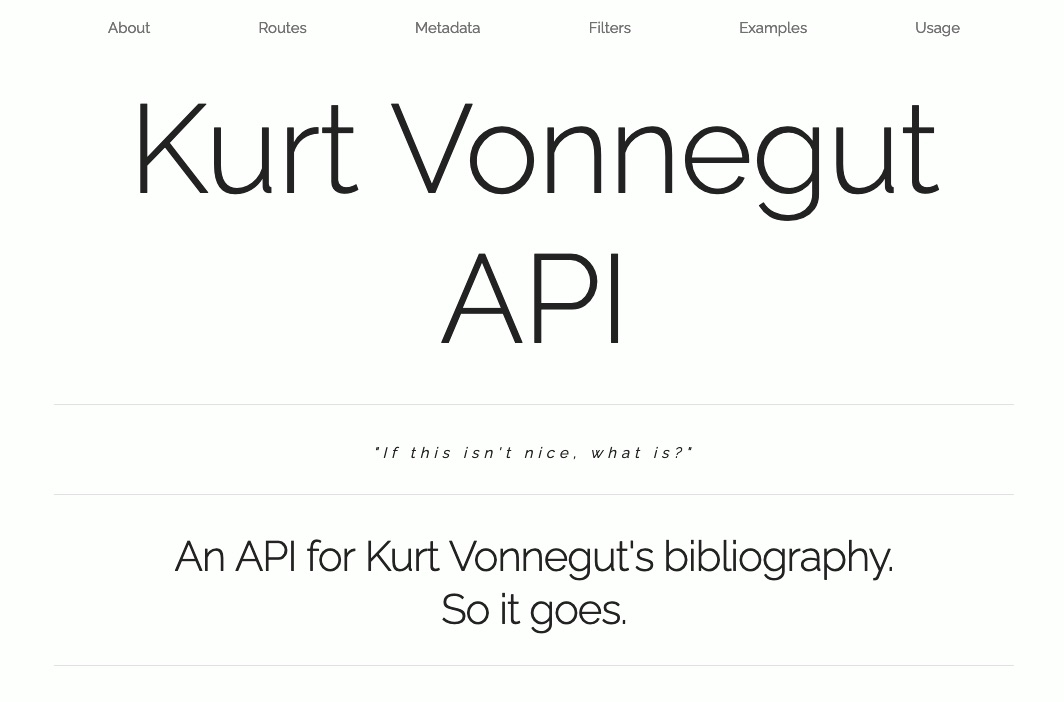 About Routes Metadata Filters Examples Usage
Kurt Vonnegut
API
"If this isn't nice, what is?"
An API for Kurt Vonnegut's bibliography.
So it goes.